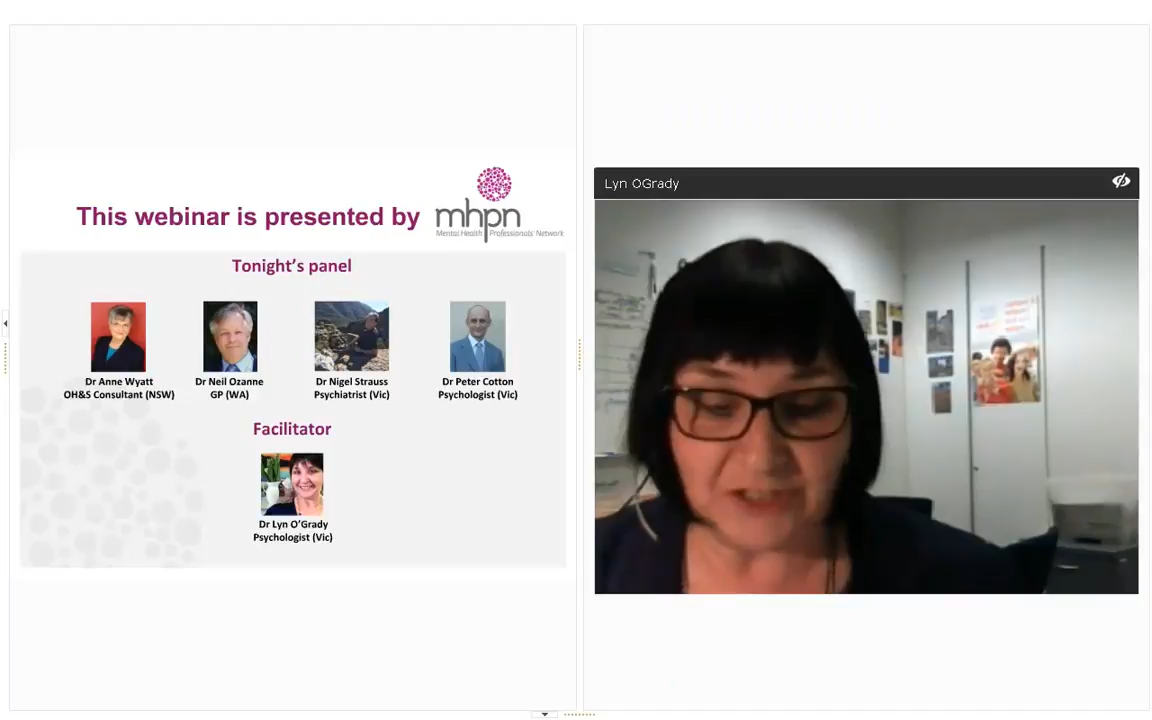 This webinar is presented by
mhpn
Mental Health Professionals' Network
Tonight's panel
Dr Anne Wyatt
OH&S Consultant (NSW)
Dr Neil Ozanne
GP (WA)
Dr Nigel Strauss
Psychiatrist (Vic)
Dr Peter Cotton
Psychologist (Vic)
Facilitator
Dr Lyn O'Grady
Psychologist (Vic)
Lyn OGrady